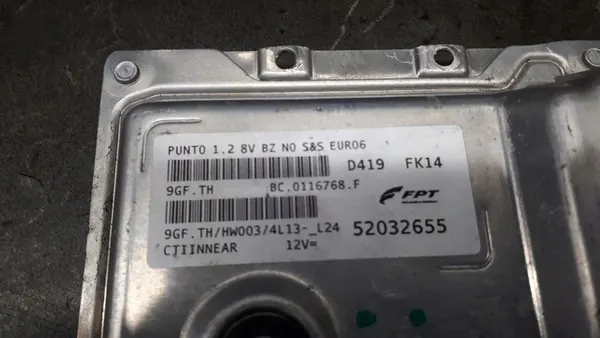 PUNTO 1.2 8V BZ NO S&S EURO6
D419 FK14
9GF.TH BC.0116768.F
FPT
9GF.TH/HW003/4L13-_L24 52032655
CTIINNEAR 12V=